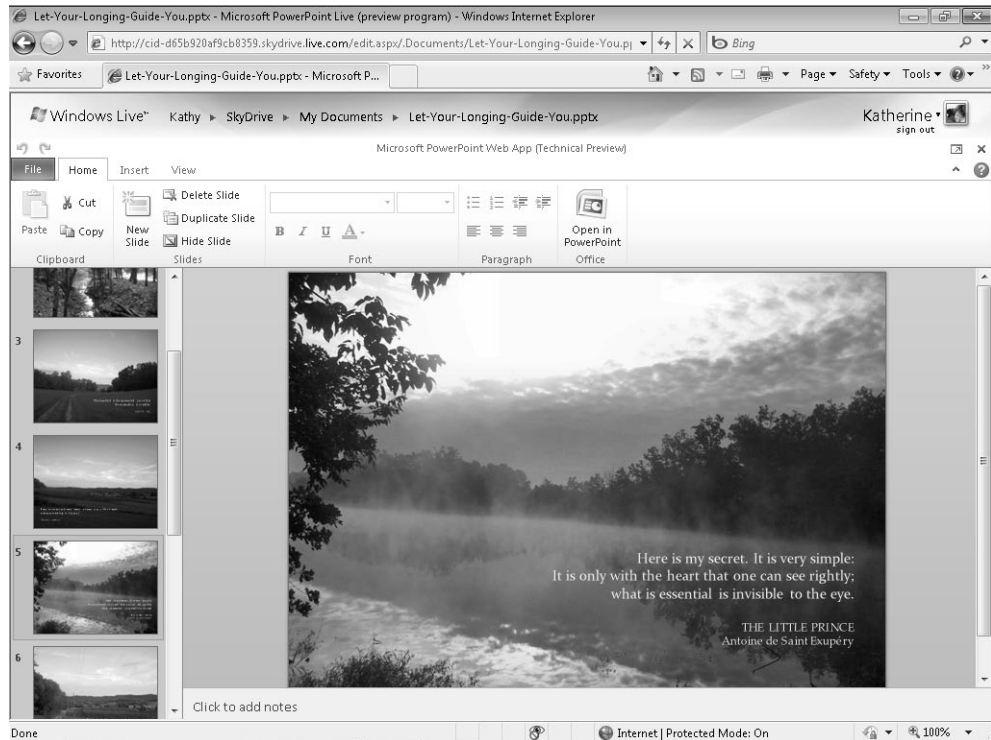 Let-Your-Longing-Guide-You.pptx - Microsoft PowerPoint Live (preview program) - Windows Internet Explorer
http://cid-d65b920af9cb8359.skydrive.live.com/edit.aspx/.Documents/Let-Your-Longing-Guide-You.p
Bing
Favorites Let-Your-Longing-Guide-You.pptx - Microsoft P... Page Safety Tools
Windows Live™ Kathy ▸ SkyDrive ▸ My Documents ▸ Let-Your-Longing-Guide-You.pptx Katherine
sign out
Microsoft PowerPoint Web App (Technical Preview)
File Home Insert View
Paste Cut Copy
New Slide Delete Slide Duplicate Slide Hide Slide
B I U A
Open in PowerPoint
Clipboard Slides Font Paragraph Office
3
4
5
6
Here is my secret. It is very simple:
It is only with the heart that one can see rightly;
what is essential is invisible to the eye.
THE LITTLE PRINCE
Antoine de Saint Exupéry
Click to add notes
Done Internet | Protected Mode: On 100%